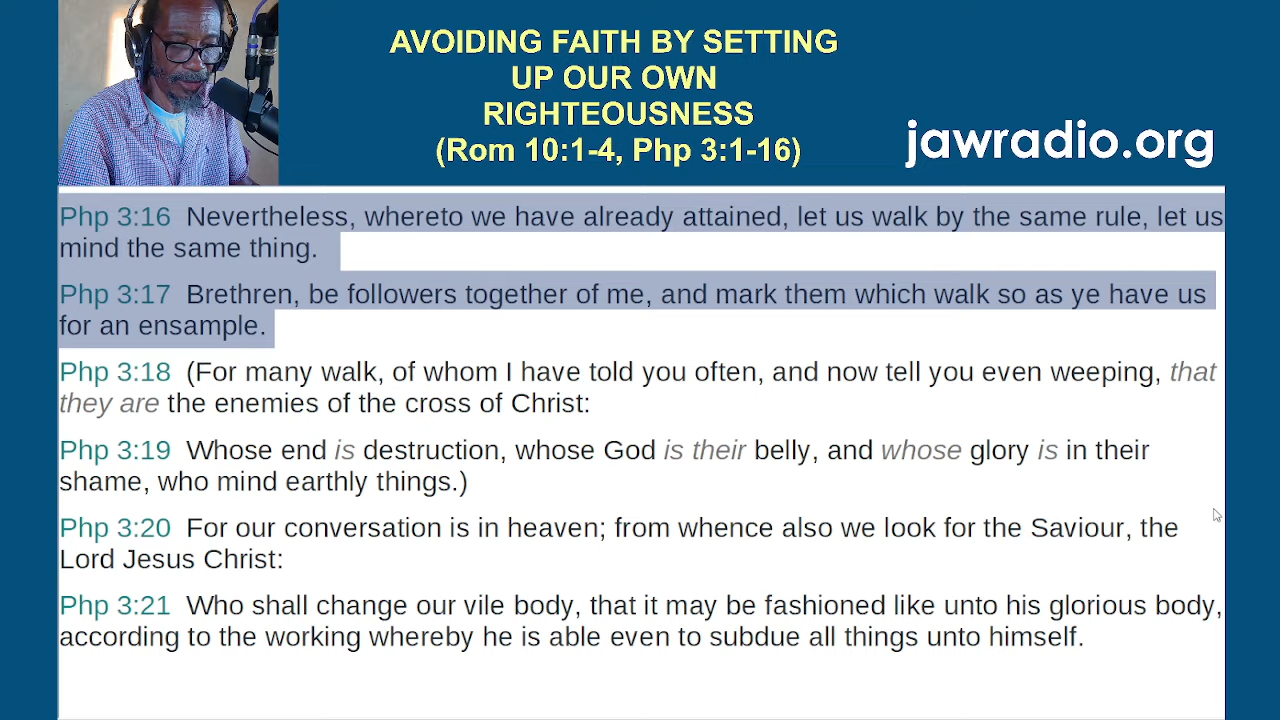 AVOIDING FAITH BY SETTING
UP OUR OWN
RIGHTEOUSNESS
(Rom 10:1-4, Php 3:1-16)
jawradio.org
Php 3:16 Nevertheless, whereto we have already attained, let us walk by the same rule, let us
mind the same thing.
Php 3:17 Brethren, be followers together of me, and mark them which walk so as ye have us
for an ensample.
Php 3:18 (For many walk, of whom I have told you often, and now tell you even weeping, that
they are the enemies of the cross of Christ:
Php 3:19 Whose end is destruction, whose God is their belly, and whose glory is in their
shame, who mind earthly things.)
Php 3:20 For our conversation is in heaven; from whence also we look for the Saviour, the
Lord Jesus Christ:
Php 3:21 Who shall change our vile body, that it may be fashioned like unto his glorious body,
according to the working whereby he is able even to subdue all things unto himself.